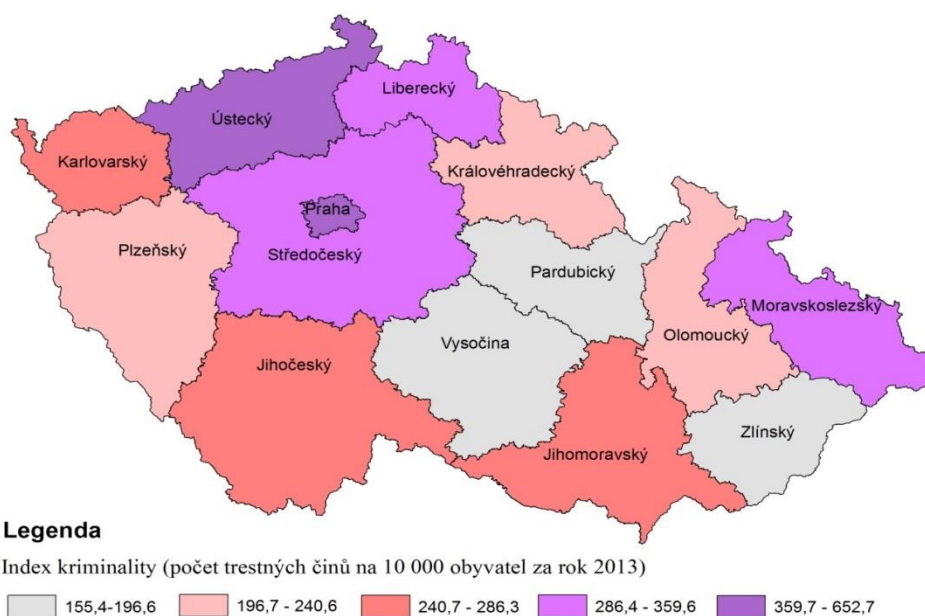 Liberecký
Ústecký
Karlovarský
Královéhradecký
Praha
Plzeňský
Středočeský
Pardubický
Moravskoslezský
Olomoucký
Vysočina
Jihočeský
Zlínský
Jihomoravský
Legenda
Index kriminality (počet trestných činů na 10 000 obyvatel za rok 2013)
155,4-196,6 196,7 - 240,6 240,7 - 286,3 286,4 - 359,6 359,7 - 652,7